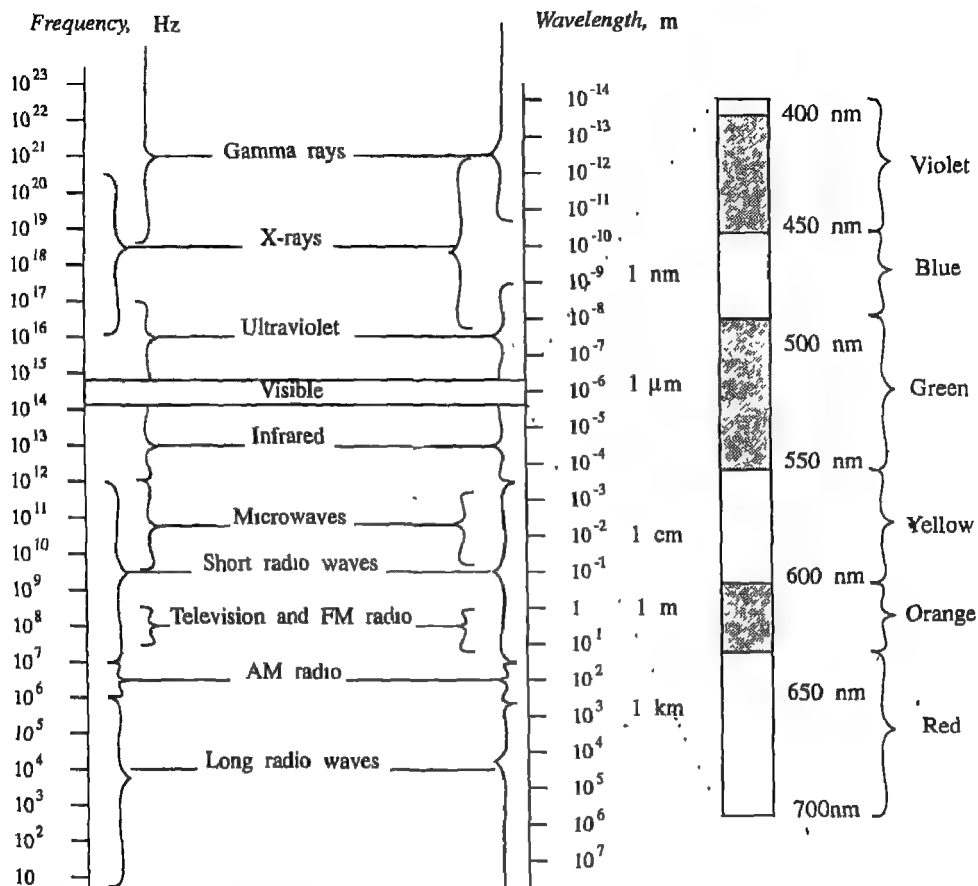 Frequency, Hz
10^23
10^22
10^21
10^20
10^19
10^18
10^17
10^16
10^15
10^14
10^13
10^12
10^11
10^10
10^9
10^8
10^7
10^6
10^5
10^4
10^3
10^2
10
Gamma rays
X-rays
Ultraviolet
Visible
Infrared
Microwaves
Short radio waves
Television and FM radio
AM radio
Long radio waves
Wavelength, m
10^-14
10^-13
10^-12
10^-11
10^-10
10^-9 1 nm
10^-8
10^-7
10^-6 1 μm
10^-5
10^-4
10^-3
10^-2 1 cm
10^-1
1 1 m
10^1
10^2
10^3 1 km
10^4
10^5
10^6
10^7
400 nm
450 nm
500 nm
550 nm
600 nm
650 nm
700nm
Violet
Blue
Green
Yellow
Orange
Red